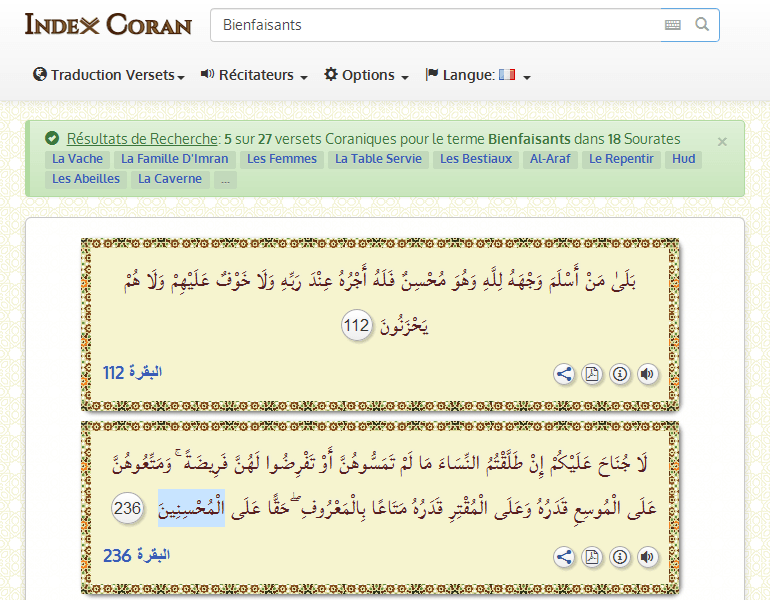 Index Coran
Bienfaisants
Traduction Versets Récitateurs Options Langue:
Résultats de Recherche: 5 sur 27 versets Coraniques pour le terme Bienfaisants dans 18 Sourates ×
La Vache La Famille D'Imran Les Femmes La Table Servie Les Bestiaux Al-Araf Le Repentir Hud
Les Abeilles La Caverne ...
بَلَىٰ مَنْ أَسْلَمَ وَجْهَهُ لِلَّهِ وَهُوَ مُحْسِنٌ فَلَهُ أَجْرُهُ عِنْدَ رَبِّهِ وَلَا خَوْفٌ عَلَيْهِمْ وَلَا هُمْ
يَحْزَنُونَ 112
البقرة 112
لَا جُنَاحَ عَلَيْكُمْ إِنْ طَلَّقْتُمُ النِّسَاءَ مَا لَمْ تَمَسُّوهُنَّ أَوْ تَفْرِضُوا لَهُنَّ فَرِيضَةً ۚ وَمَتِّعُوهُنَّ
عَلَى الْمُوسِعِ قَدَرُهُ وَعَلَى الْمُقْتِرِ قَدَرُهُ مَتَاعًا بِالْمَعْرُوفِ ۖ حَقًّا عَلَى الْمُحْسِنِينَ 236
البقرة 236